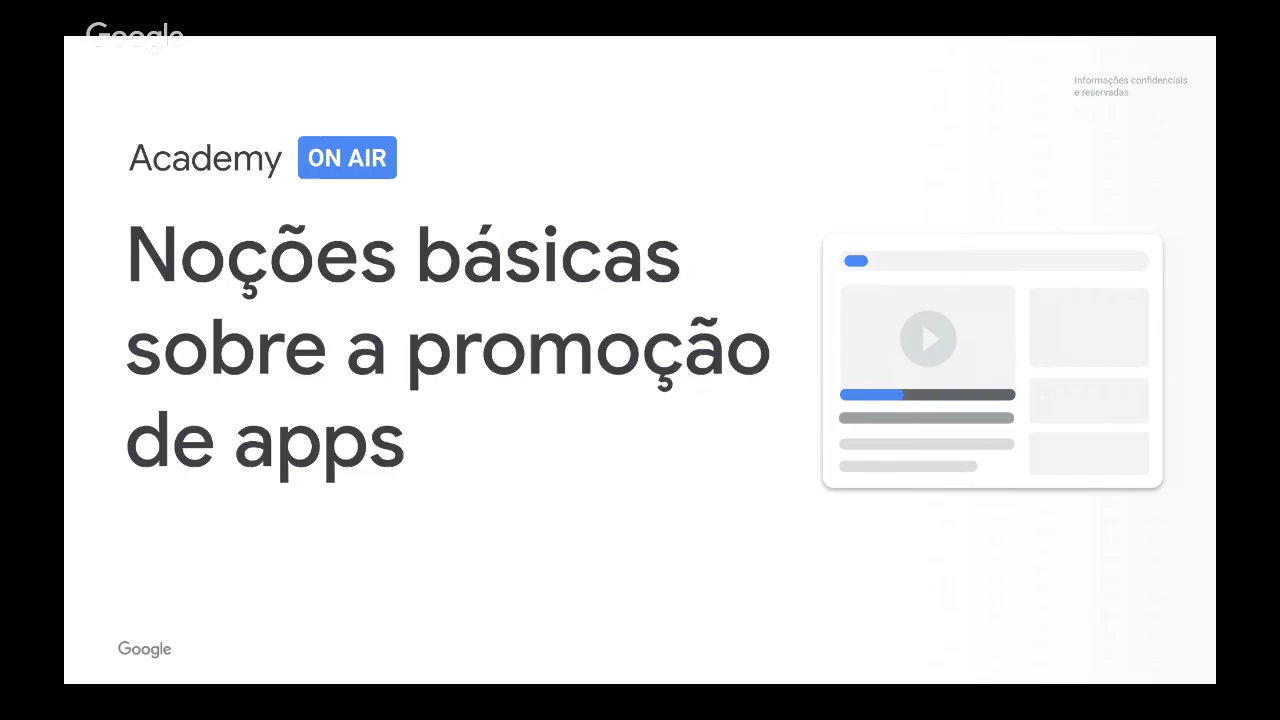 Google
Informações confidenciais
e reservadas
Academy ON AIR
Noções básicas
sobre a promoção
de apps
Google